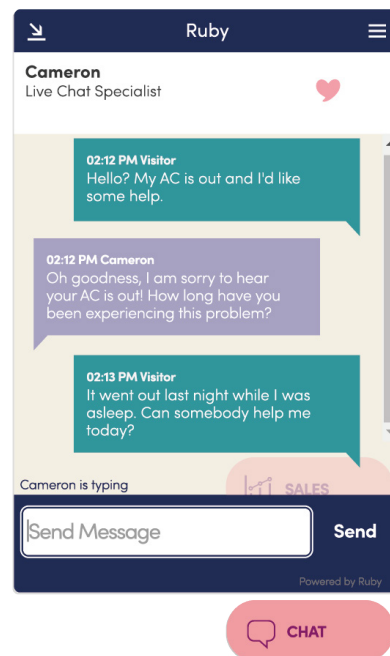 Ruby
Cameron
Live Chat Specialist
02:12 PM Visitor
Hello? My AC is out and I'd like
some help.
02:12 PM Cameron
Oh goodness, I am sorry to hear
your AC is out! How long have you
been experiencing this problem?
02:13 PM Visitor
It went out last night while I was
asleep. Can somebody help me
today?
Cameron is typing
SALES
Send Message
Send
Powered by Ruby
CHAT